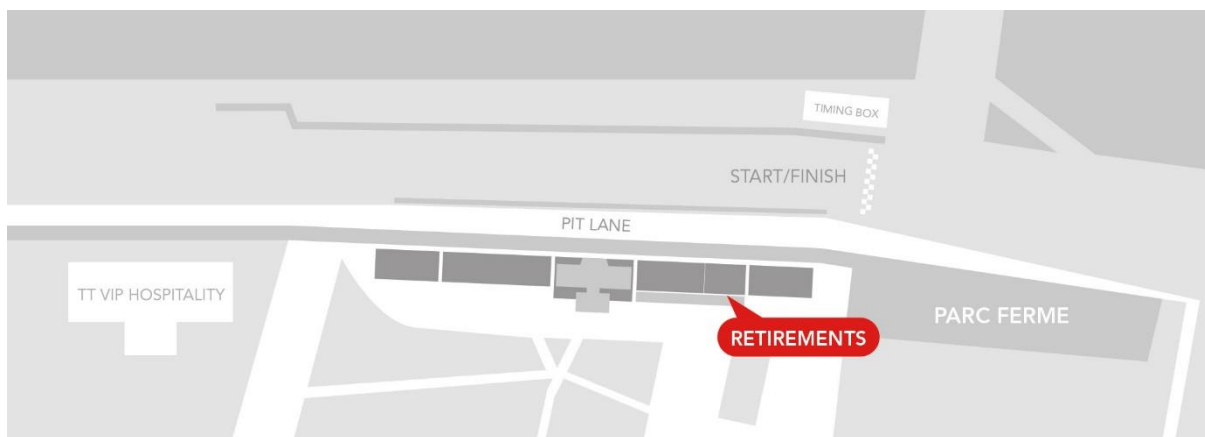 TIMING BOX
START/FINISH
PIT LANE
TT VIP HOSPITALITY
PARC FERME
RETIREMENTS